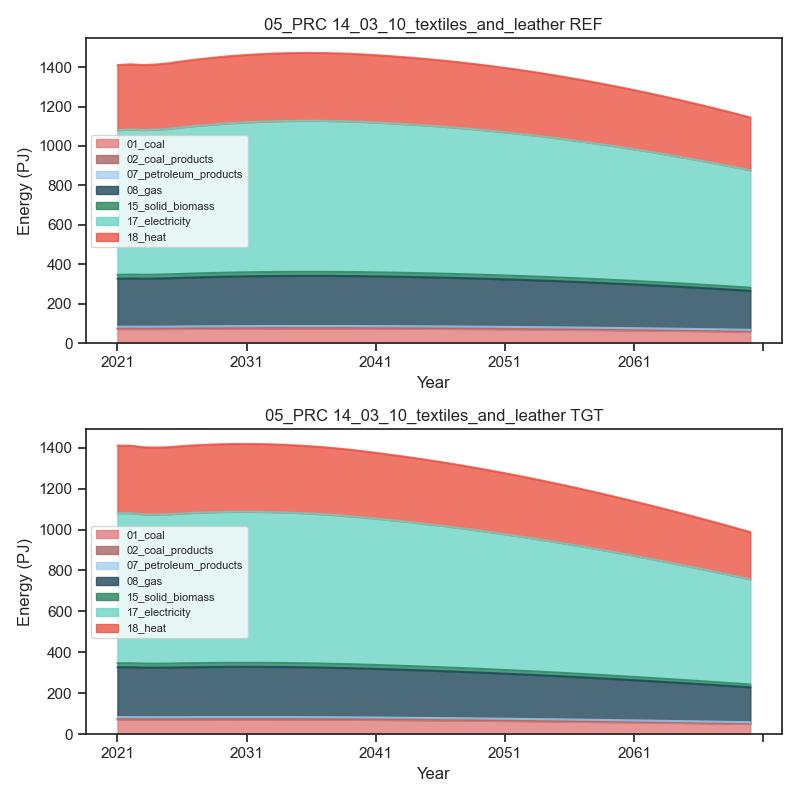 05_PRC 14_03_10_textiles_and_leather REF
Energy (PJ)
1400
1200
1000
800
600
400
200
0
01_coal
02_coal_products
07_petroleum_products
08_gas
15_solid_biomass
17_electricity
18_heat
2021 2031 2041 2051 2061
Year
05_PRC 14_03_10_textiles_and_leather TGT
Energy (PJ)
1400
1200
1000
800
600
400
200
0
01_coal
02_coal_products
07_petroleum_products
08_gas
15_solid_biomass
17_electricity
18_heat
2021 2031 2041 2051 2061
Year